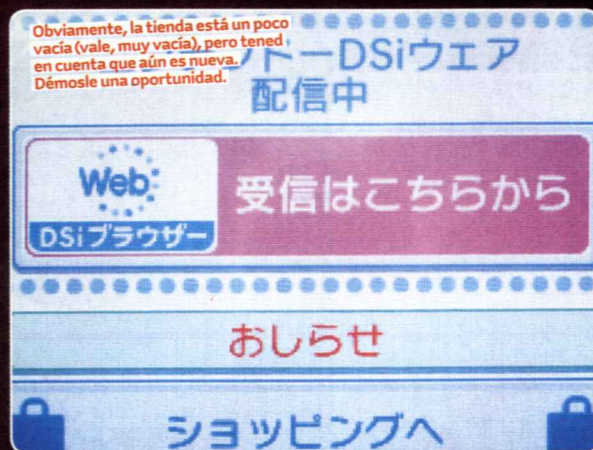 Obviamente, la tienda está un poco
vacía (vale, muy vacía), pero tened
en cuenta que aún es nueva.
Démosle una oportunidad.
ドーDSiウェア
配信中
Web
DSiブラウザー
受信はこちらから
おしらせ
ショッピングへ